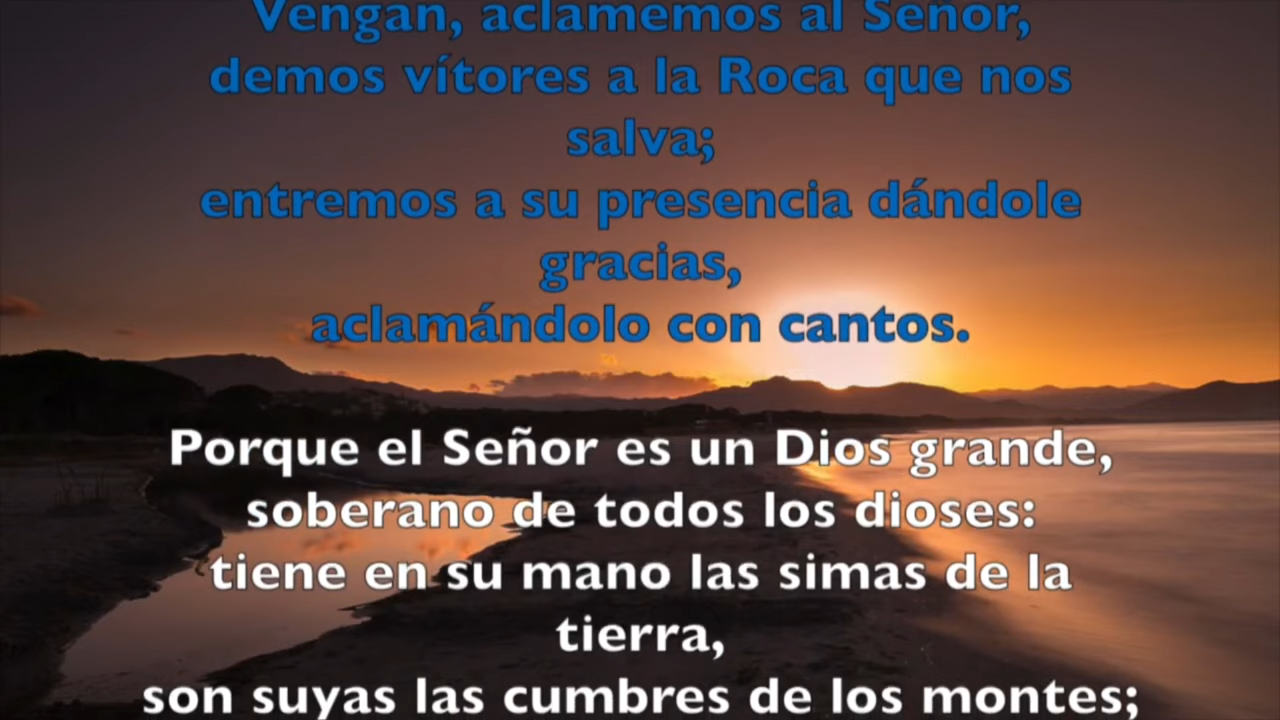 Vengan, aclamemos al Señor,
demos vítores a la Roca que nos
salva;
entremos a su presencia dándole
gracias,
aclamándolo con cantos.
Porque el Señor es un Dios grande,
soberano de todos los dioses:
tiene en su mano las simas de la
tierra,
son suyas las cumbres de los montes;